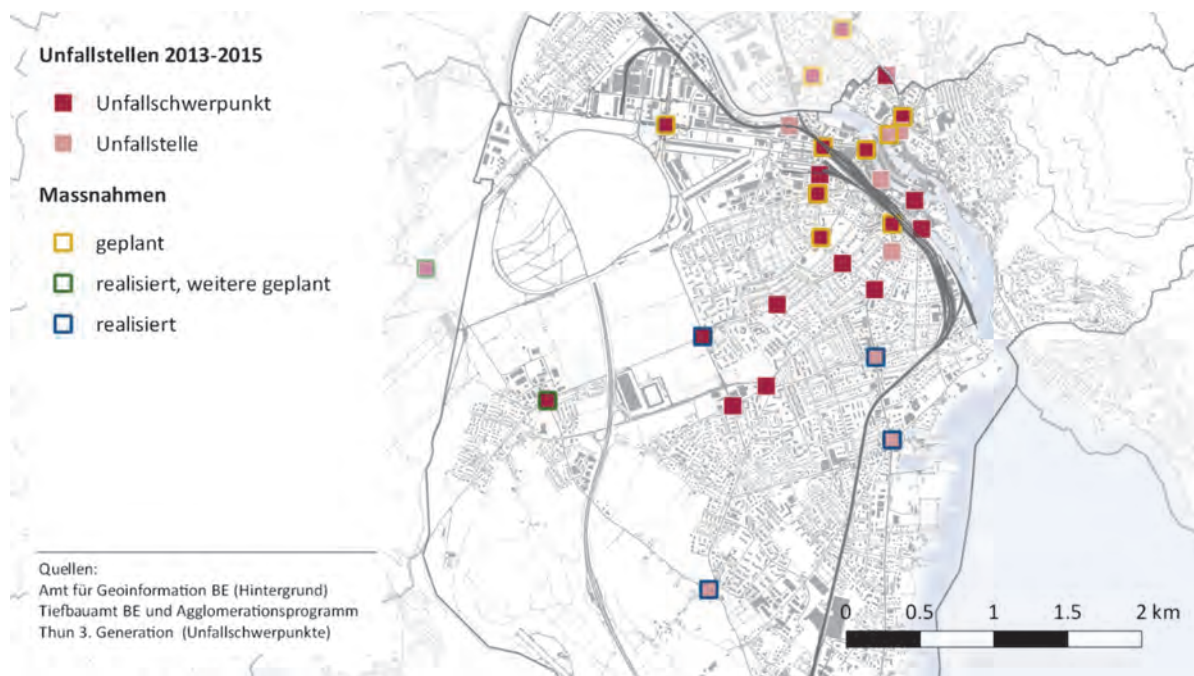 Unfallstellen 2013-2015
Unfallschwerpunkt
Unfallstelle
Massnahmen
geplant
realisiert, weitere geplant
realisiert
Quellen:
Amt für Geoinformation BE (Hintergrund)
Tiefbauamt BE und Agglomerationsprogramm
Thun 3. Generation (Unfallschwerpunkte)
0 0.5 1 1.5 2 km